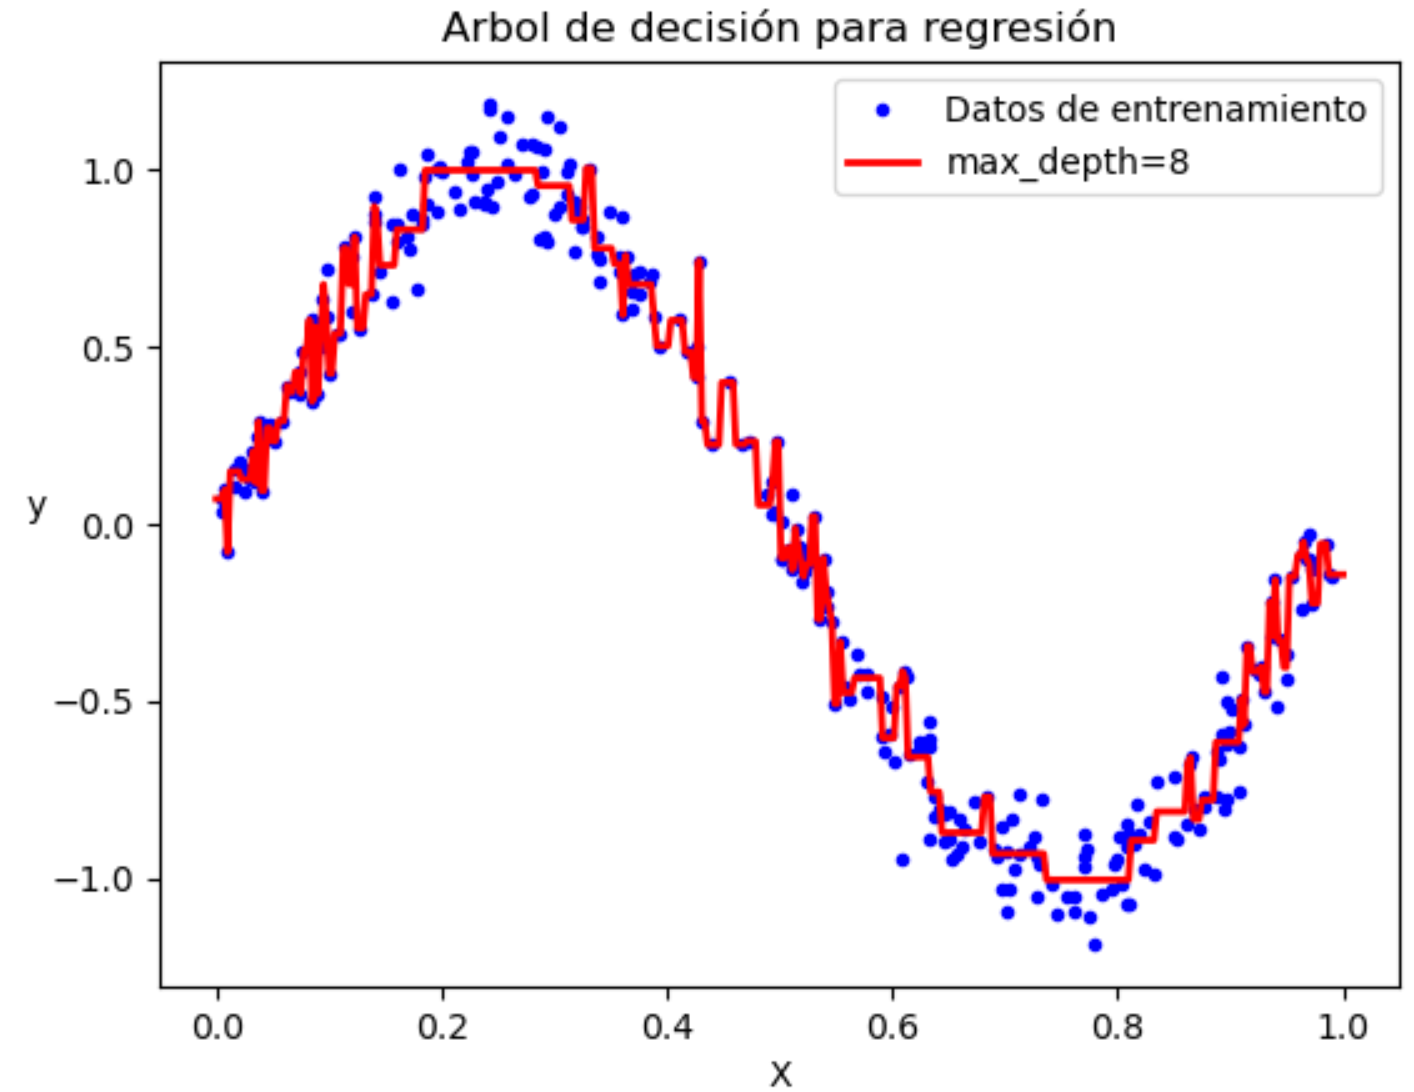 Arbol de decisión para regresión
Datos de entrenamiento
max_depth=8
1.0
0.5
0.0
−0.5
−1.0
y
0.0 0.2 0.4 0.6 0.8 1.0
X